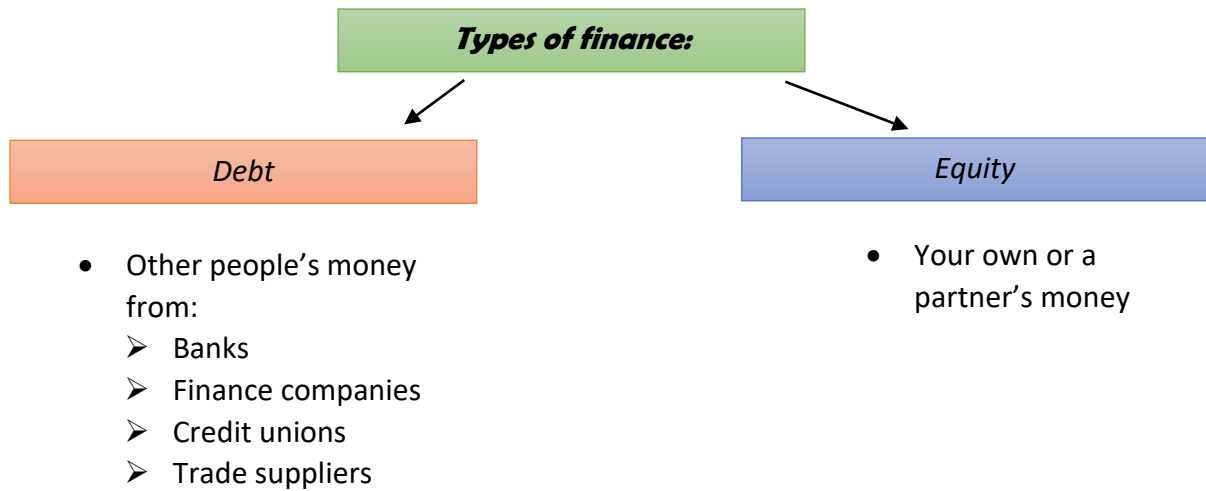 Types of finance:
Debt
Equity
• Other people’s money
from:
➢ Banks
➢ Finance companies
➢ Credit unions
➢ Trade suppliers
• Your own or a
partner’s money